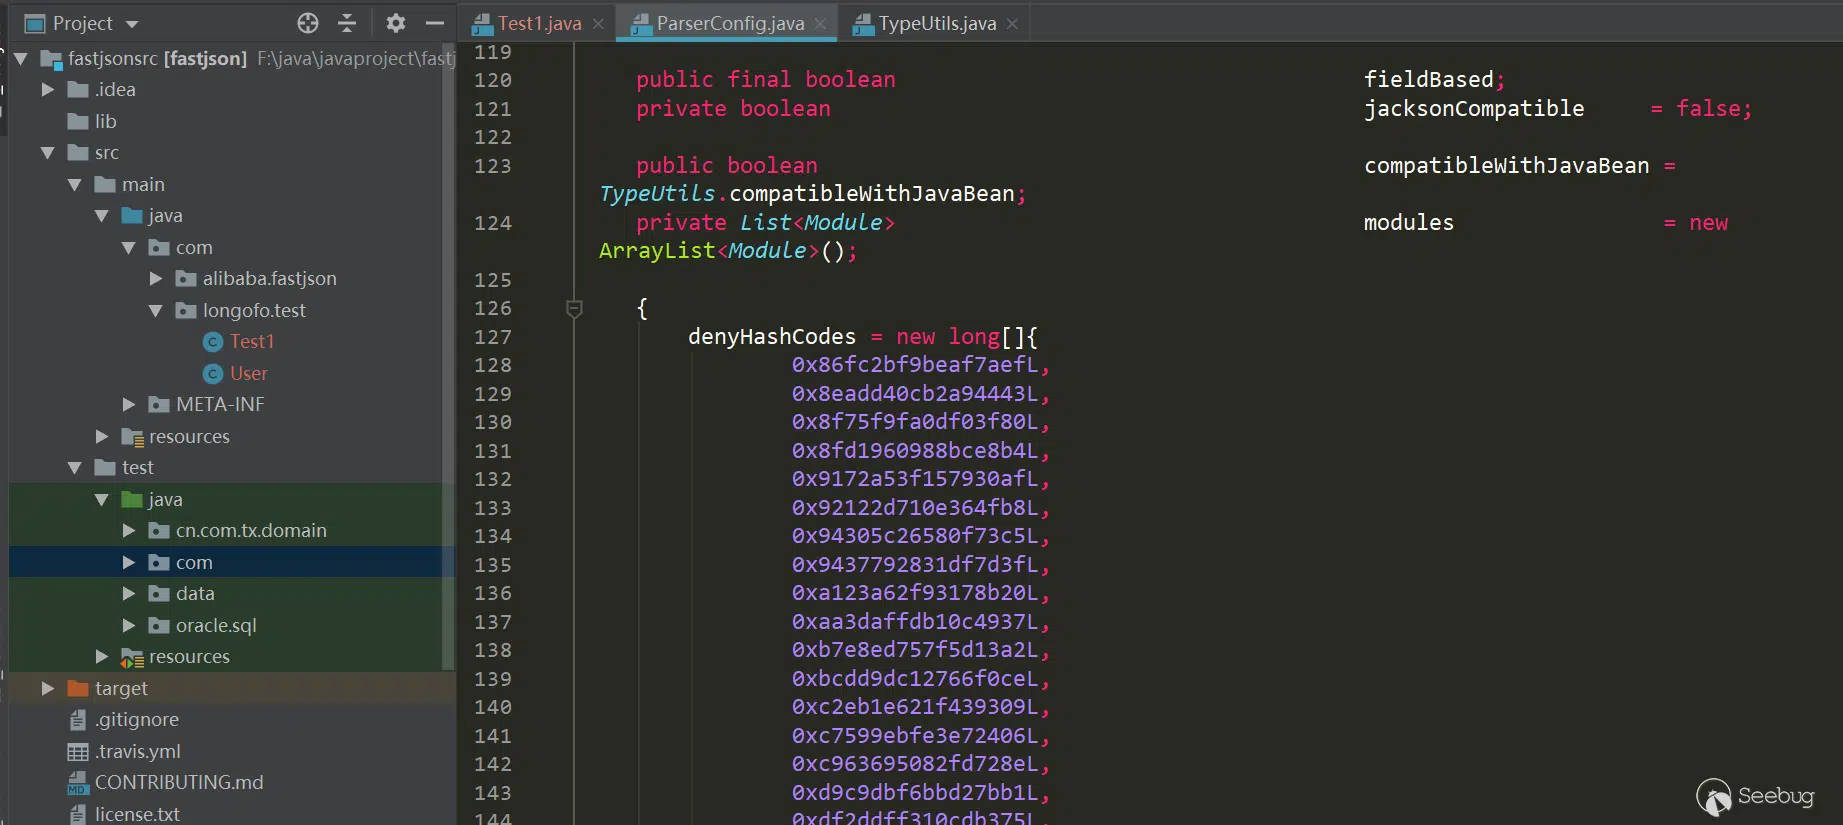 Project
fastjsonsrc [fastjson] F:\java\javaproject\fastj
.idea
lib
src
main
java
com
alibaba.fastjson
longofo.test
Test1
User
META-INF
resources
test
java
cn.com.tx.domain
com
data
oracle.sql
resources
target
.gitignore
.travis.yml
CONTRIBUTING.md
license.txt
Test1.java ParserConfig.java TypeUtils.java
119
120 public final boolean fieldBased;
121 private boolean jacksonCompatible = false;
122
123 public boolean compatibleWithJavaBean =
TypeUtils.compatibleWithJavaBean;
124 private List<Module> modules = new
ArrayList<Module>();
125
126 {
127 denyHashCodes = new long[]{
128 0x86fc2bf9beaf7aefL,
129 0x8eadd40cb2a94443L,
130 0x8f75f9fa0df03f80L,
131 0x8fd1960988bce8b4L,
132 0x9172a53f157930afL,
133 0x92122d710e364fb8L,
134 0x94305c26580f73c5L,
135 0x9437792831df7d3fL,
136 0xa123a62f93178b20L,
137 0xaa3daffdb10c4937L,
138 0xb7e8ed757f5d13a2L,
139 0xbcdd9dc12766f0ceL,
140 0xc2eb1e621f439309L,
141 0xc7599ebfe3e72406L,
142 0xc963695082fd728eL,
143 0xd9c9dbf6bbd27bb1L,
144 0xdf2ddff310cdb375L,
Seebug